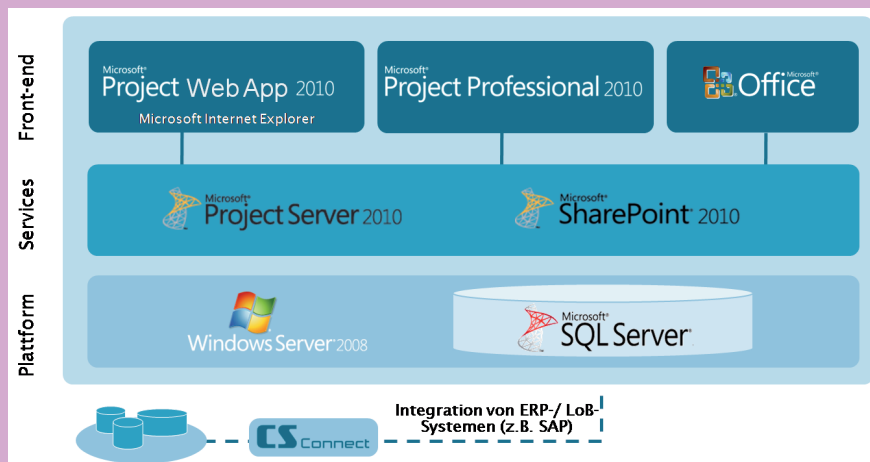 Front-end
Microsoft®
Project Web App 2010
Microsoft Internet Explorer
Microsoft®
Project Professional 2010
Microsoft®
Office
Services
Microsoft®
Project Server 2010
Microsoft®
SharePoint® 2010
Plattform
Windows Server® 2008
Microsoft®
SQL Server®
Integration von ERP-/ LoB-
Systemen (z.B. SAP)
CS Connect